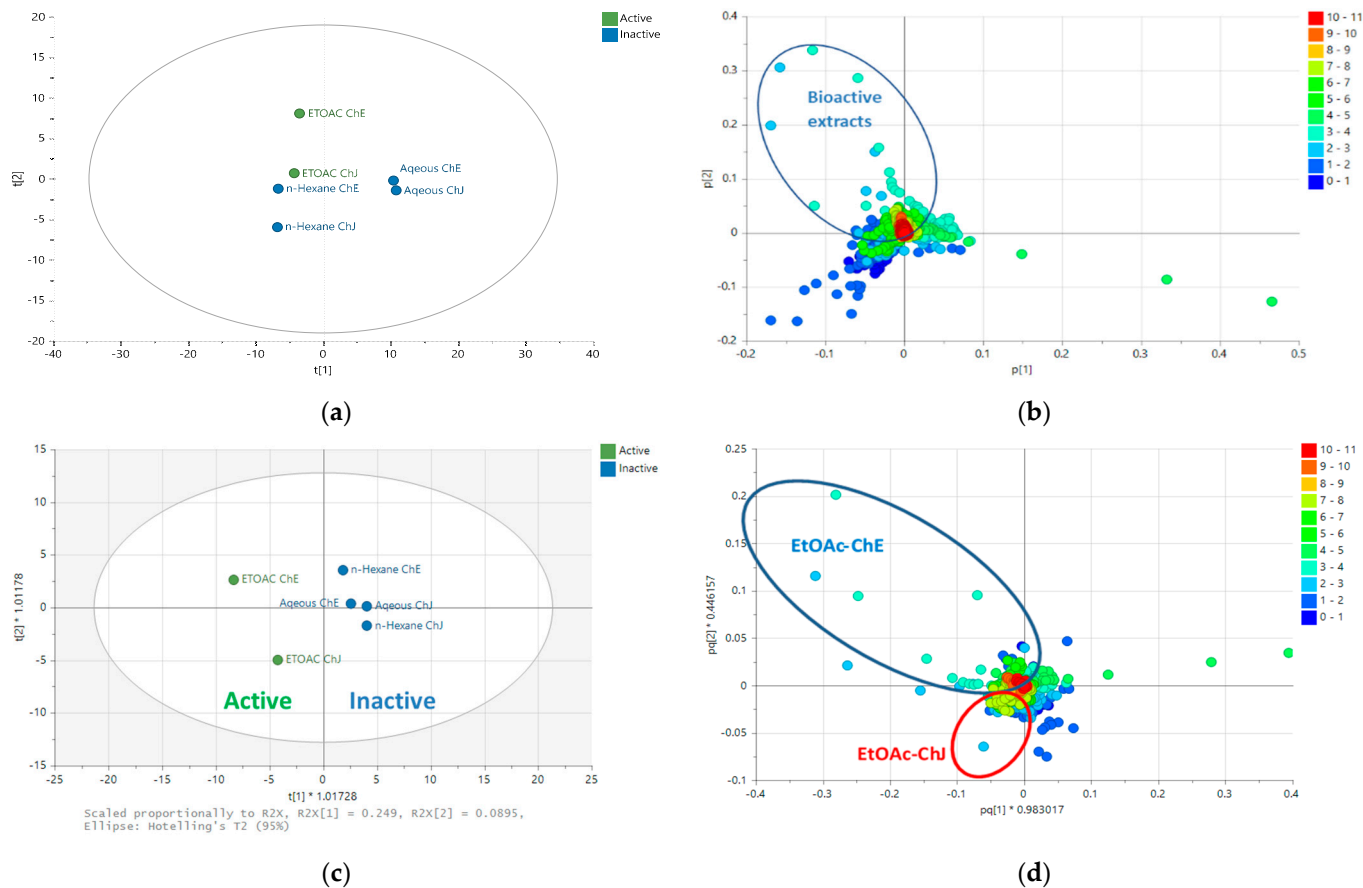 20
15
10
5
0
-5
-10
-15
-20
t[2]
-40
-30
-20
-10
0
10
20
30
40
t[1]
ETOAC ChE
ETOAC ChJ
n-Hexane ChE
n-Hexane ChJ
Aqeous ChE
Aqeous ChJ
Active
Inactive
(a)
0.4
0.3
0.2
0.1
0
-0.1
-0.2
p[2]
-0.2
-0.1
0
0.1
0.2
0.3
0.4
0.5
p[1]
Bioactive
extracts
10 - 11
9 - 10
8 - 9
7 - 8
6 - 7
5 - 6
4 - 5
3 - 4
2 - 3
1 - 2
0 - 1
(b)
15
10
5
0
-5
-10
-15
t[2] * 1.01178
-25
-20
-15
-10
-5
0
5
10
15
20
25
t[1] * 1.01728
ETOAC ChE
n-Hexane ChE
Aqeous ChE
Aqeous ChJ
n-Hexane ChJ
ETOAC ChJ
Active
Inactive
Active
Inactive
Scaled proportionally to R2X, R2X[1] = 0.249, R2X[2] = 0.0895,
Ellipse: Hotelling's T2 (95%)
(c)
0.25
0.2
0.15
0.1
0.05
0
-0.05
-0.1
pq[2] * 0.446157
-0.4
-0.3
-0.2
-0.1
0
0.1
0.2
0.3
0.4
pq[1] * 0.983017
EtOAc-ChE
EtOAc-ChJ
10 - 11
9 - 10
8 - 9
7 - 8
6 - 7
5 - 6
4 - 5
3 - 4
2 - 3
1 - 2
0 - 1
(d)